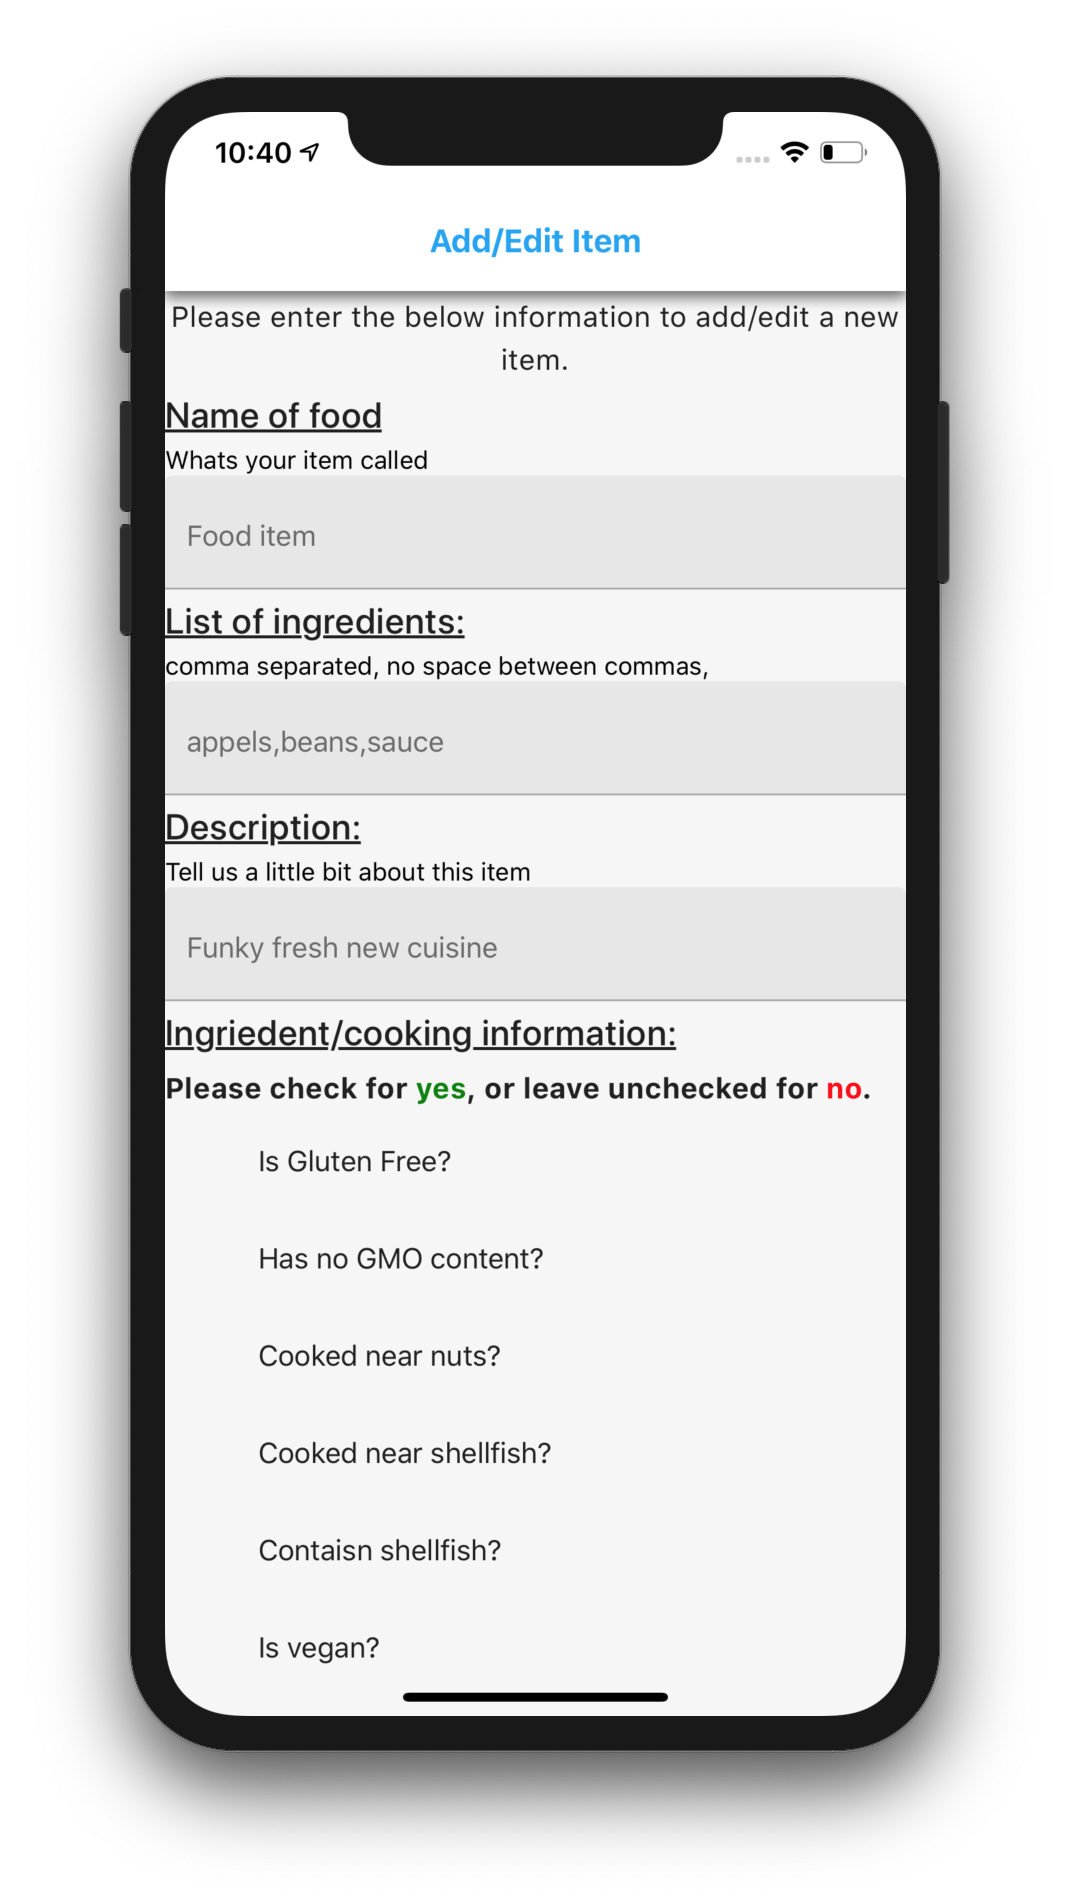 10:40
Add/Edit Item
Please enter the below information to add/edit a new
item.
Name of food
Whats your item called
Food item
List of ingredients:
comma separated, no space between commas,
appels,beans,sauce
Description:
Tell us a little bit about this item
Funky fresh new cuisine
Ingriedent/cooking information:
Please check for yes, or leave unchecked for no.
Is Gluten Free?
Has no GMO content?
Cooked near nuts?
Cooked near shellfish?
Contaisn shellfish?
Is vegan?